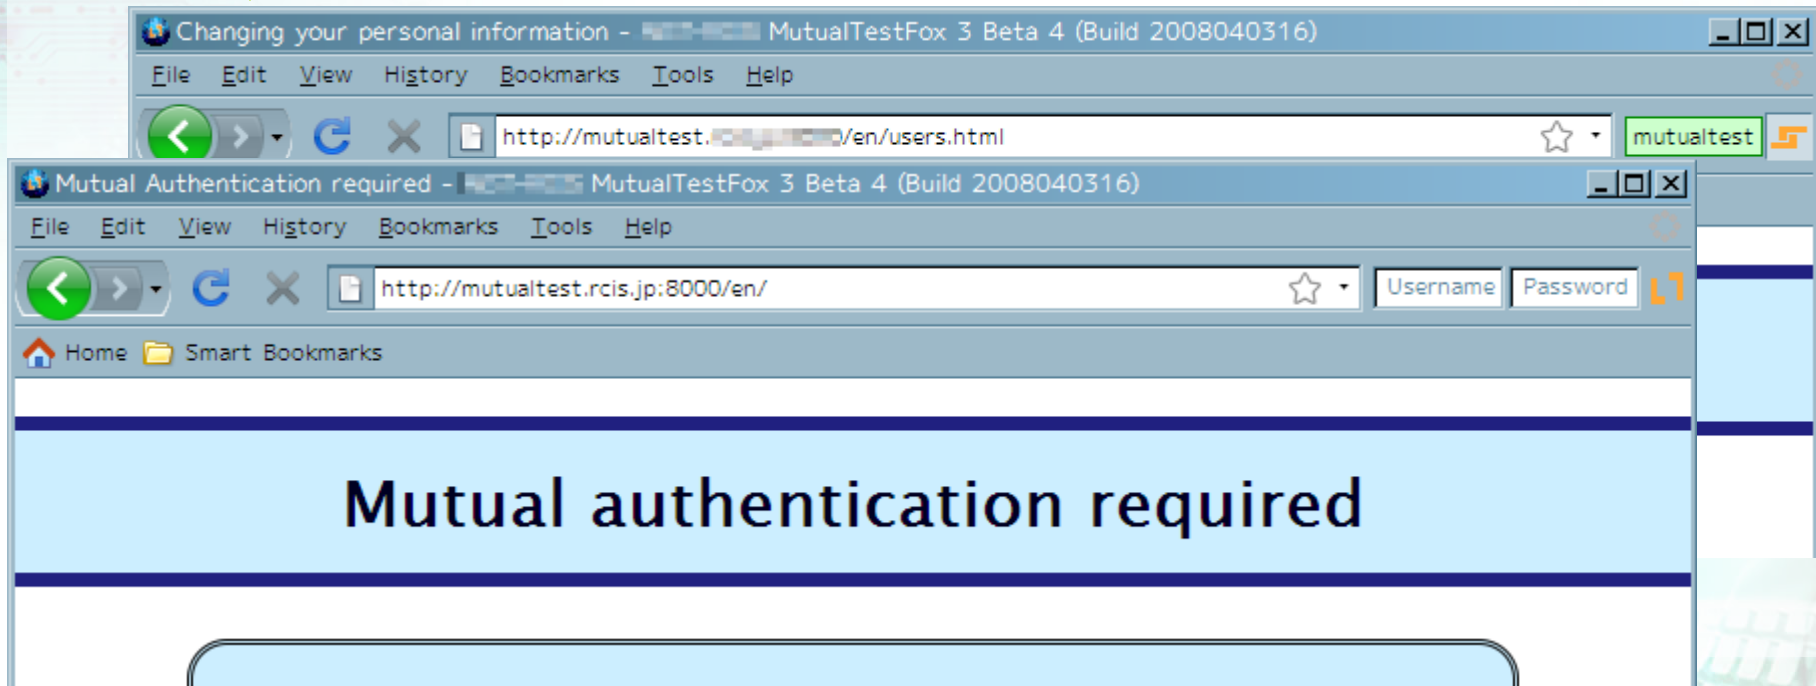 Changing your personal information - MutualTestFox 3 Beta 4 (Build 2008040316)
File Edit View History Bookmarks Tools Help
http://mutualtest. /en/users.html mutualtest
Mutual Authentication required - MutualTestFox 3 Beta 4 (Build 2008040316)
File Edit View History Bookmarks Tools Help
http://mutualtest.rcis.jp:8000/en/ Username Password
Home Smart Bookmarks
Mutual authentication required